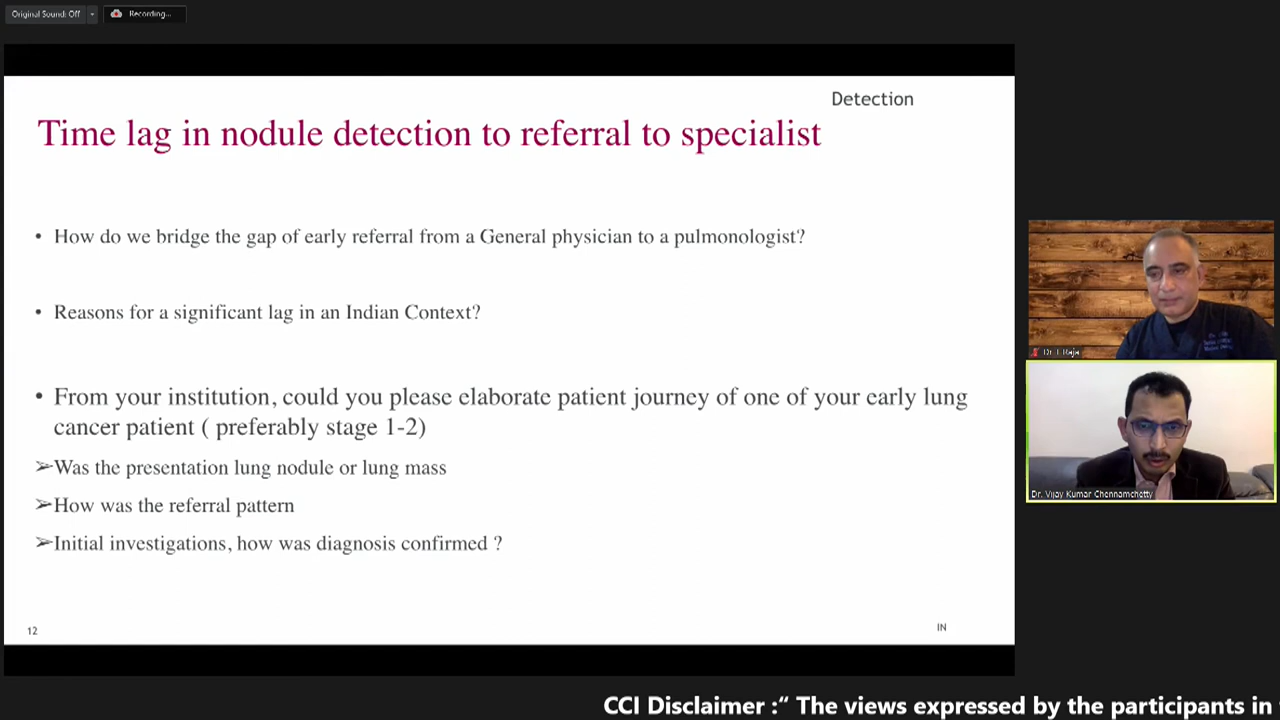 Original Sound: Off
Recording...
Detection
Time lag in nodule detection to referral to specialist
• How do we bridge the gap of early referral from a General physician to a pulmonologist?
• Reasons for a significant lag in an Indian Context?
• From your institution, could you please elaborate patient journey of one of your early lung
cancer patient ( preferably stage 1-2)
➢Was the presentation lung nodule or lung mass
➢How was the referral pattern
➢Initial investigations, how was diagnosis confirmed ?
12
IN
Dr. T Raja
Dr. Vijay Kumar Chennamchetty
CCI Disclaimer :“ The views expressed by the participants in